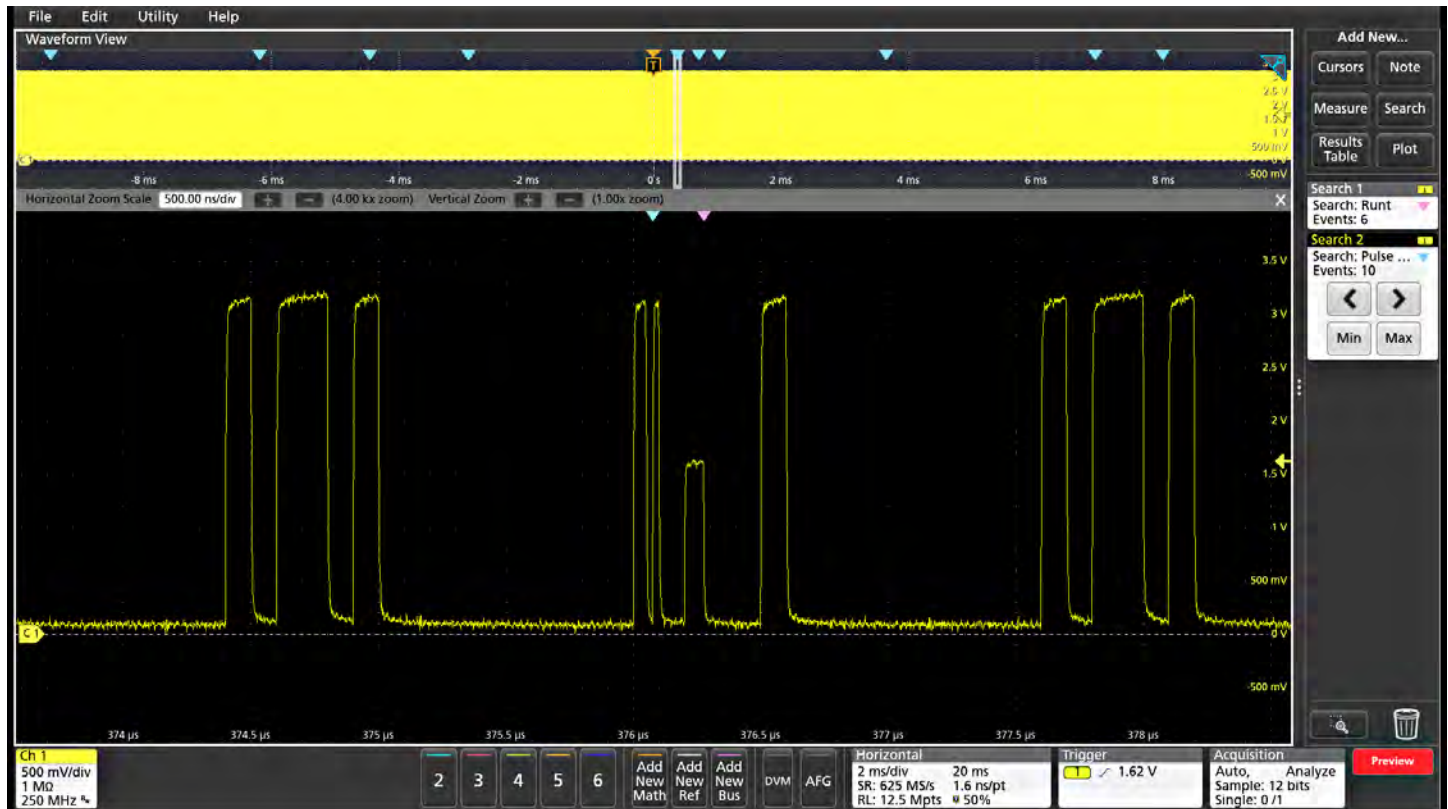 File Edit Utility Help
Waveform View
Add New...
T
Cursors Note
2.5 V
2 V
Measure Search
1 V
500 mV
Results Table Plot
C 1
0 V
-8 ms -6 ms -4 ms -2 ms 0 s 2 ms 4 ms 6 ms 8 ms -500 mV
Horizontal Zoom Scale 500.00 ns/div + − (4.00 kx zoom) Vertical Zoom + − (1.00x zoom) X
Search 1 1
Search: Runt
Events: 6
Search 2 1
Search: Pulse ...
Events: 10
< >
Min Max
3.5 V
3 V
2.5 V
2 V
1.5 V
1 V
500 mV
C 1
0 V
-500 mV
374 µs 374.5 µs 375 µs 375.5 µs 376 µs 376.5 µs 377 µs 377.5 µs 378 µs
Ch 1
500 mV/div
1 MΩ
250 MHz
2 3 4 5 6
Add New Math
Add New Ref
Add New Bus
DVM AFG
Horizontal
2 ms/div 20 ms
SR: 625 MS/s 1.6 ns/pt
RL: 12.5 Mpts 50%
Trigger
1 1.62 V
Acquisition
Auto, Analyze
Sample: 12 bits
Single: 0 /1
Preview